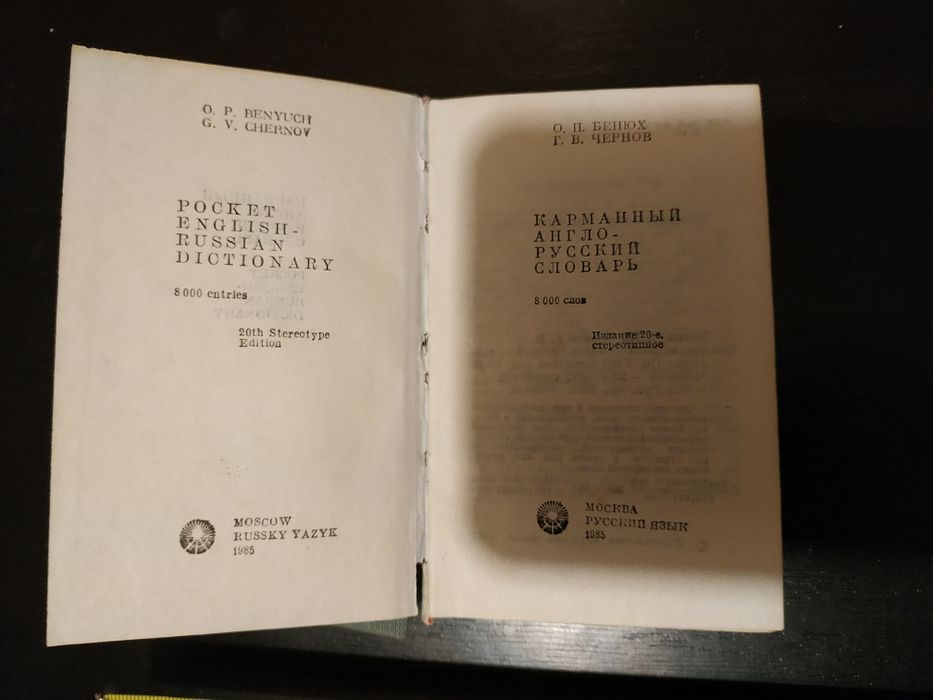 O. P. BENYUCH
G. V. CHERNOV
POCKET
ENGLISH-
RUSSIAN
DICTIONARY
8 000 entries
20th Stereotype
Edition
MOSCOW
RUSSKY YAZYK
1985
О. П. БЕНЮХ
Г. В. ЧЕРНОВ
КАРМАННЫЙ
АНГЛО-
РУССКИЙ
СЛОВАРЬ
8 000 слов
Издание 20-е,
стереотипное
МОСКВА
РУССКИЙ ЯЗЫК
1985